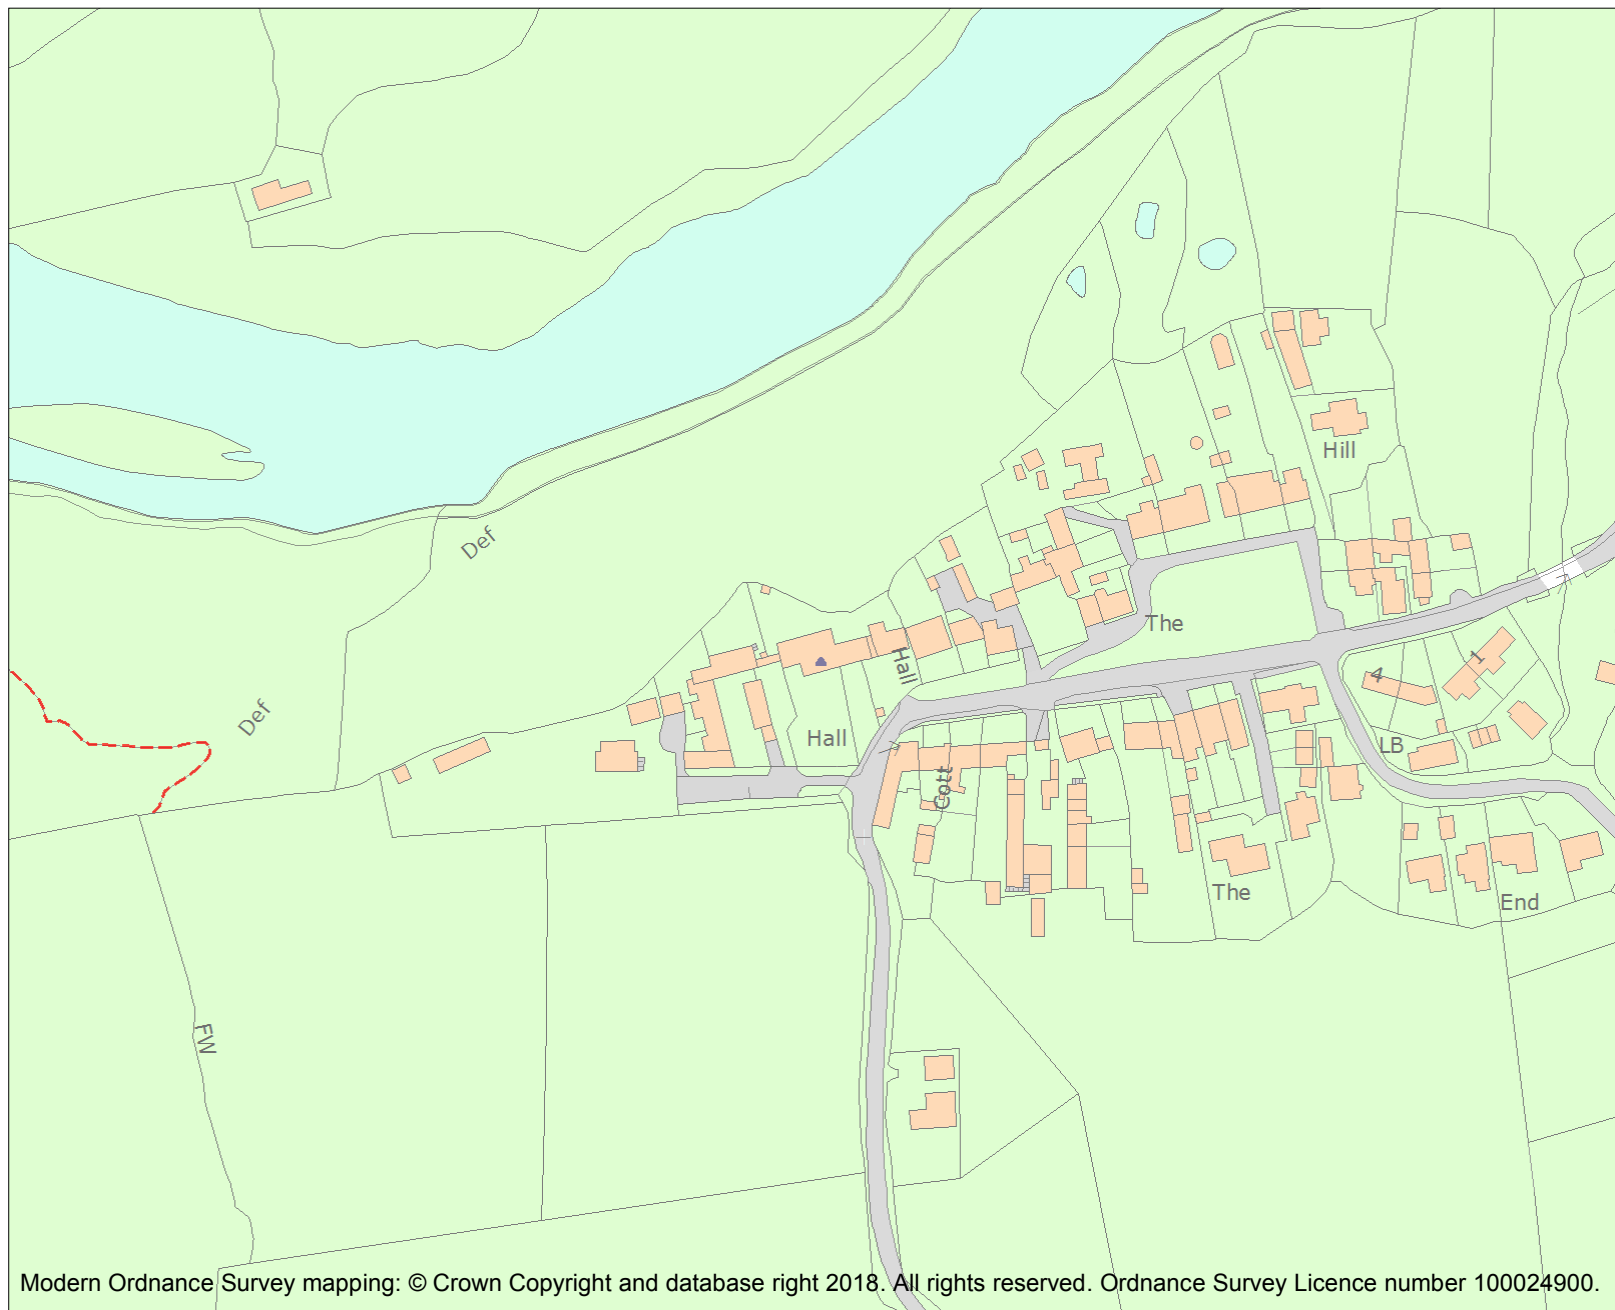 Hill
Def
The
Hall
1
4
Def
Hall
LB
Cott
The
End
FW
Modern Ordnance Survey mapping: © Crown Copyright and database right 2018. All rights reserved. Ordnance Survey Licence number 100024900.